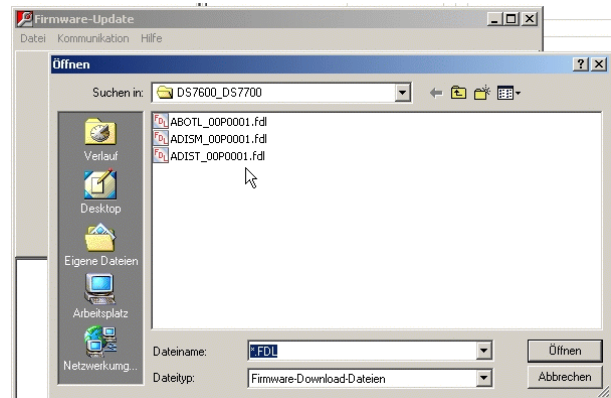 Firmware-Update
Datei Kommunikation Hilfe
Öffnen
Suchen in: DS7600_DS7700
ABOTL_00P0001.fdl
ADISM_00P0001.fdl
ADIST_00P0001.fdl
Verlauf
Desktop
Eigene Dateien
Arbeitsplatz
Netzwerkumg...
Dateiname: *.FDL Öffnen
Dateityp: Firmware-Download-Dateien Abbrechen